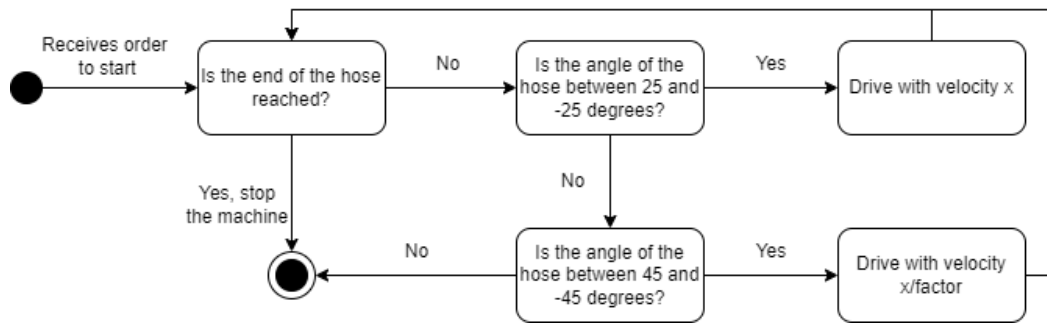 Receives order
to start
Is the end of the hose
reached?
No
Is the angle of the
hose between 25 and
-25 degrees?
Yes
Drive with velocity x
Yes, stop
the machine
No
No
Is the angle of the
hose between 45 and
-45 degrees?
Yes
Drive with velocity
x/factor